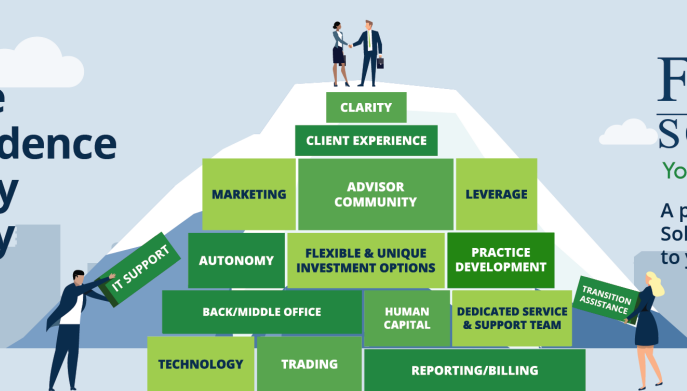 dence
y
y
CLARITY
CLIENT EXPERIENCE
MARKETING
ADVISOR
COMMUNITY
LEVERAGE
IT SUPPORT
AUTONOMY
FLEXIBLE & UNIQUE
INVESTMENT OPTIONS
PRACTICE
DEVELOPMENT
TRANSITION
ASSISTANCE
BACK/MIDDLE OFFICE
HUMAN
CAPITAL
DEDICATED SERVICE
& SUPPORT TEAM
TECHNOLOGY
TRADING
REPORTING/BILLING
F
S
Yo
A p
Sol
to y